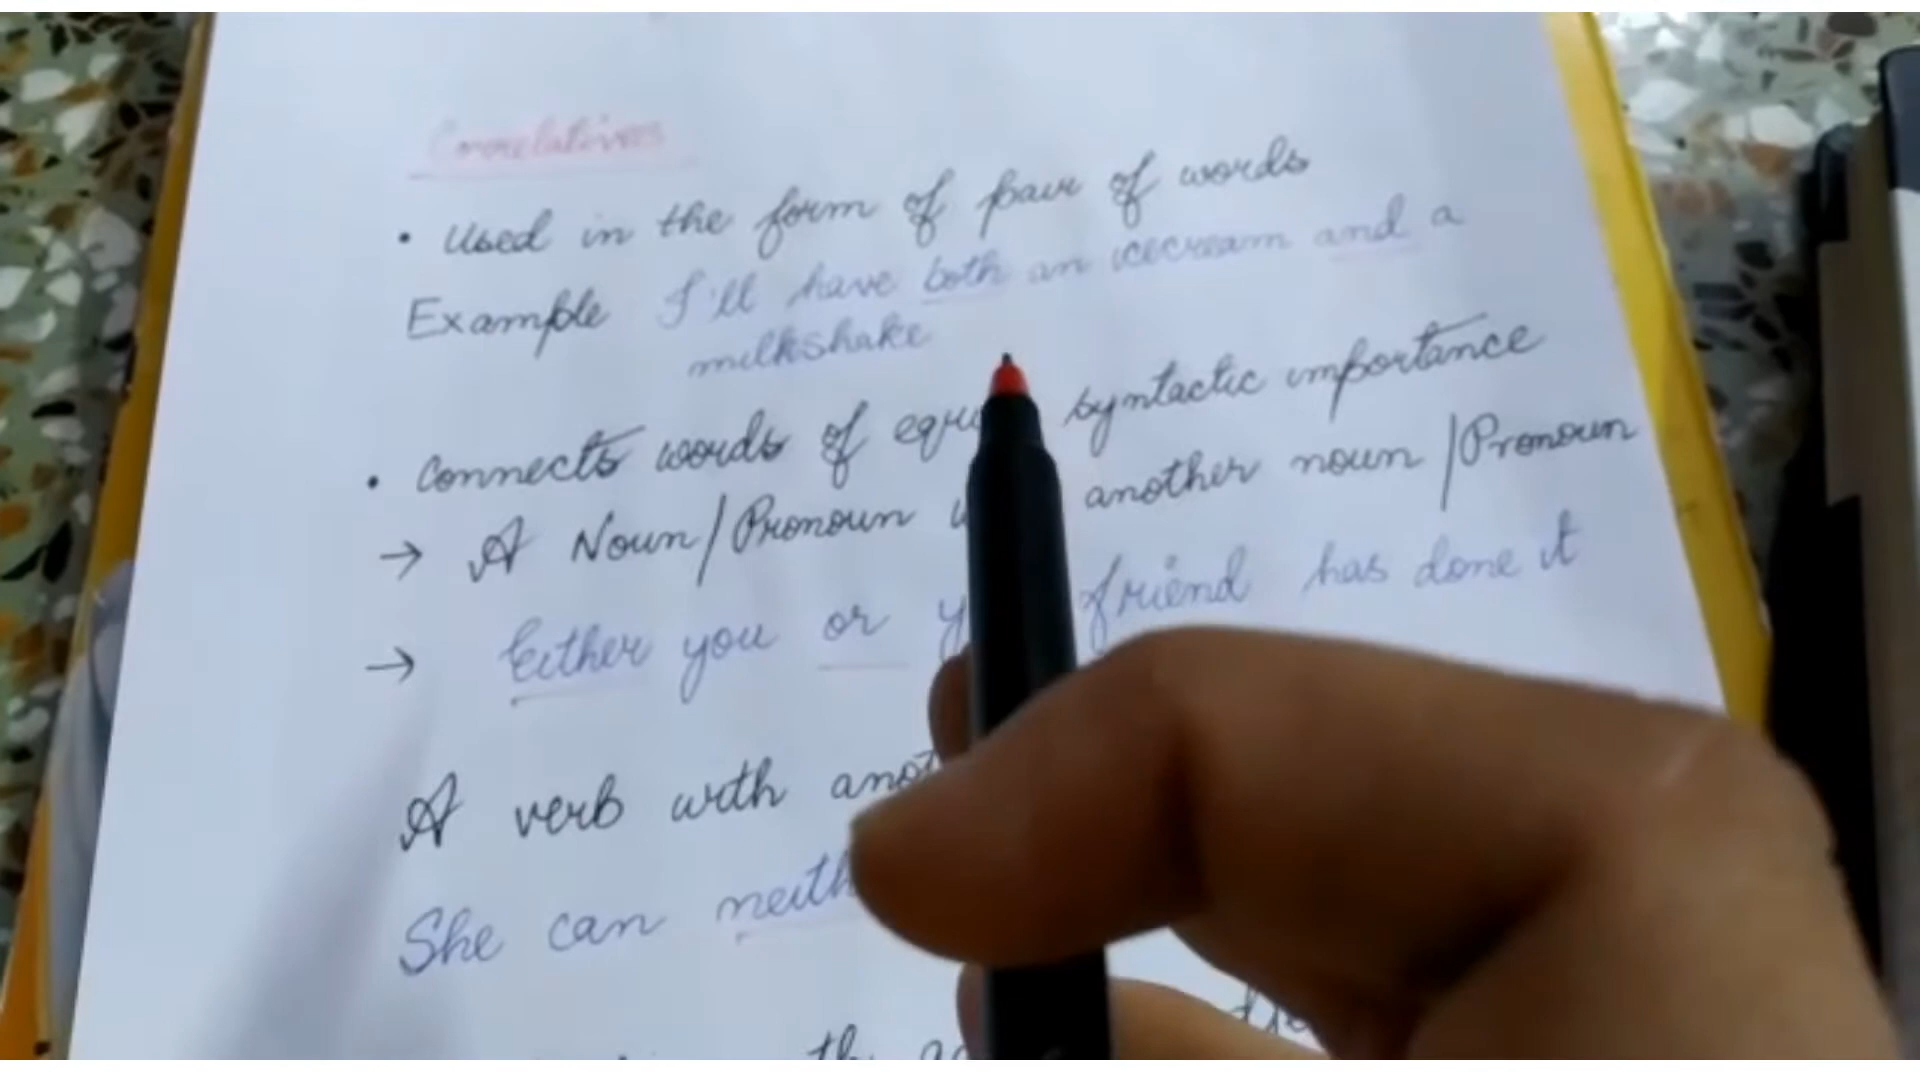 Correlatives
• Used in the form of pair of words
Example I'll have both an icecream and a
milkshake
• Connects words of equ syntactic importance
→ A Noun/Pronoun another noun/Pronoun
→ Either you or y friend has done it
A verb with anot
She can neith
th